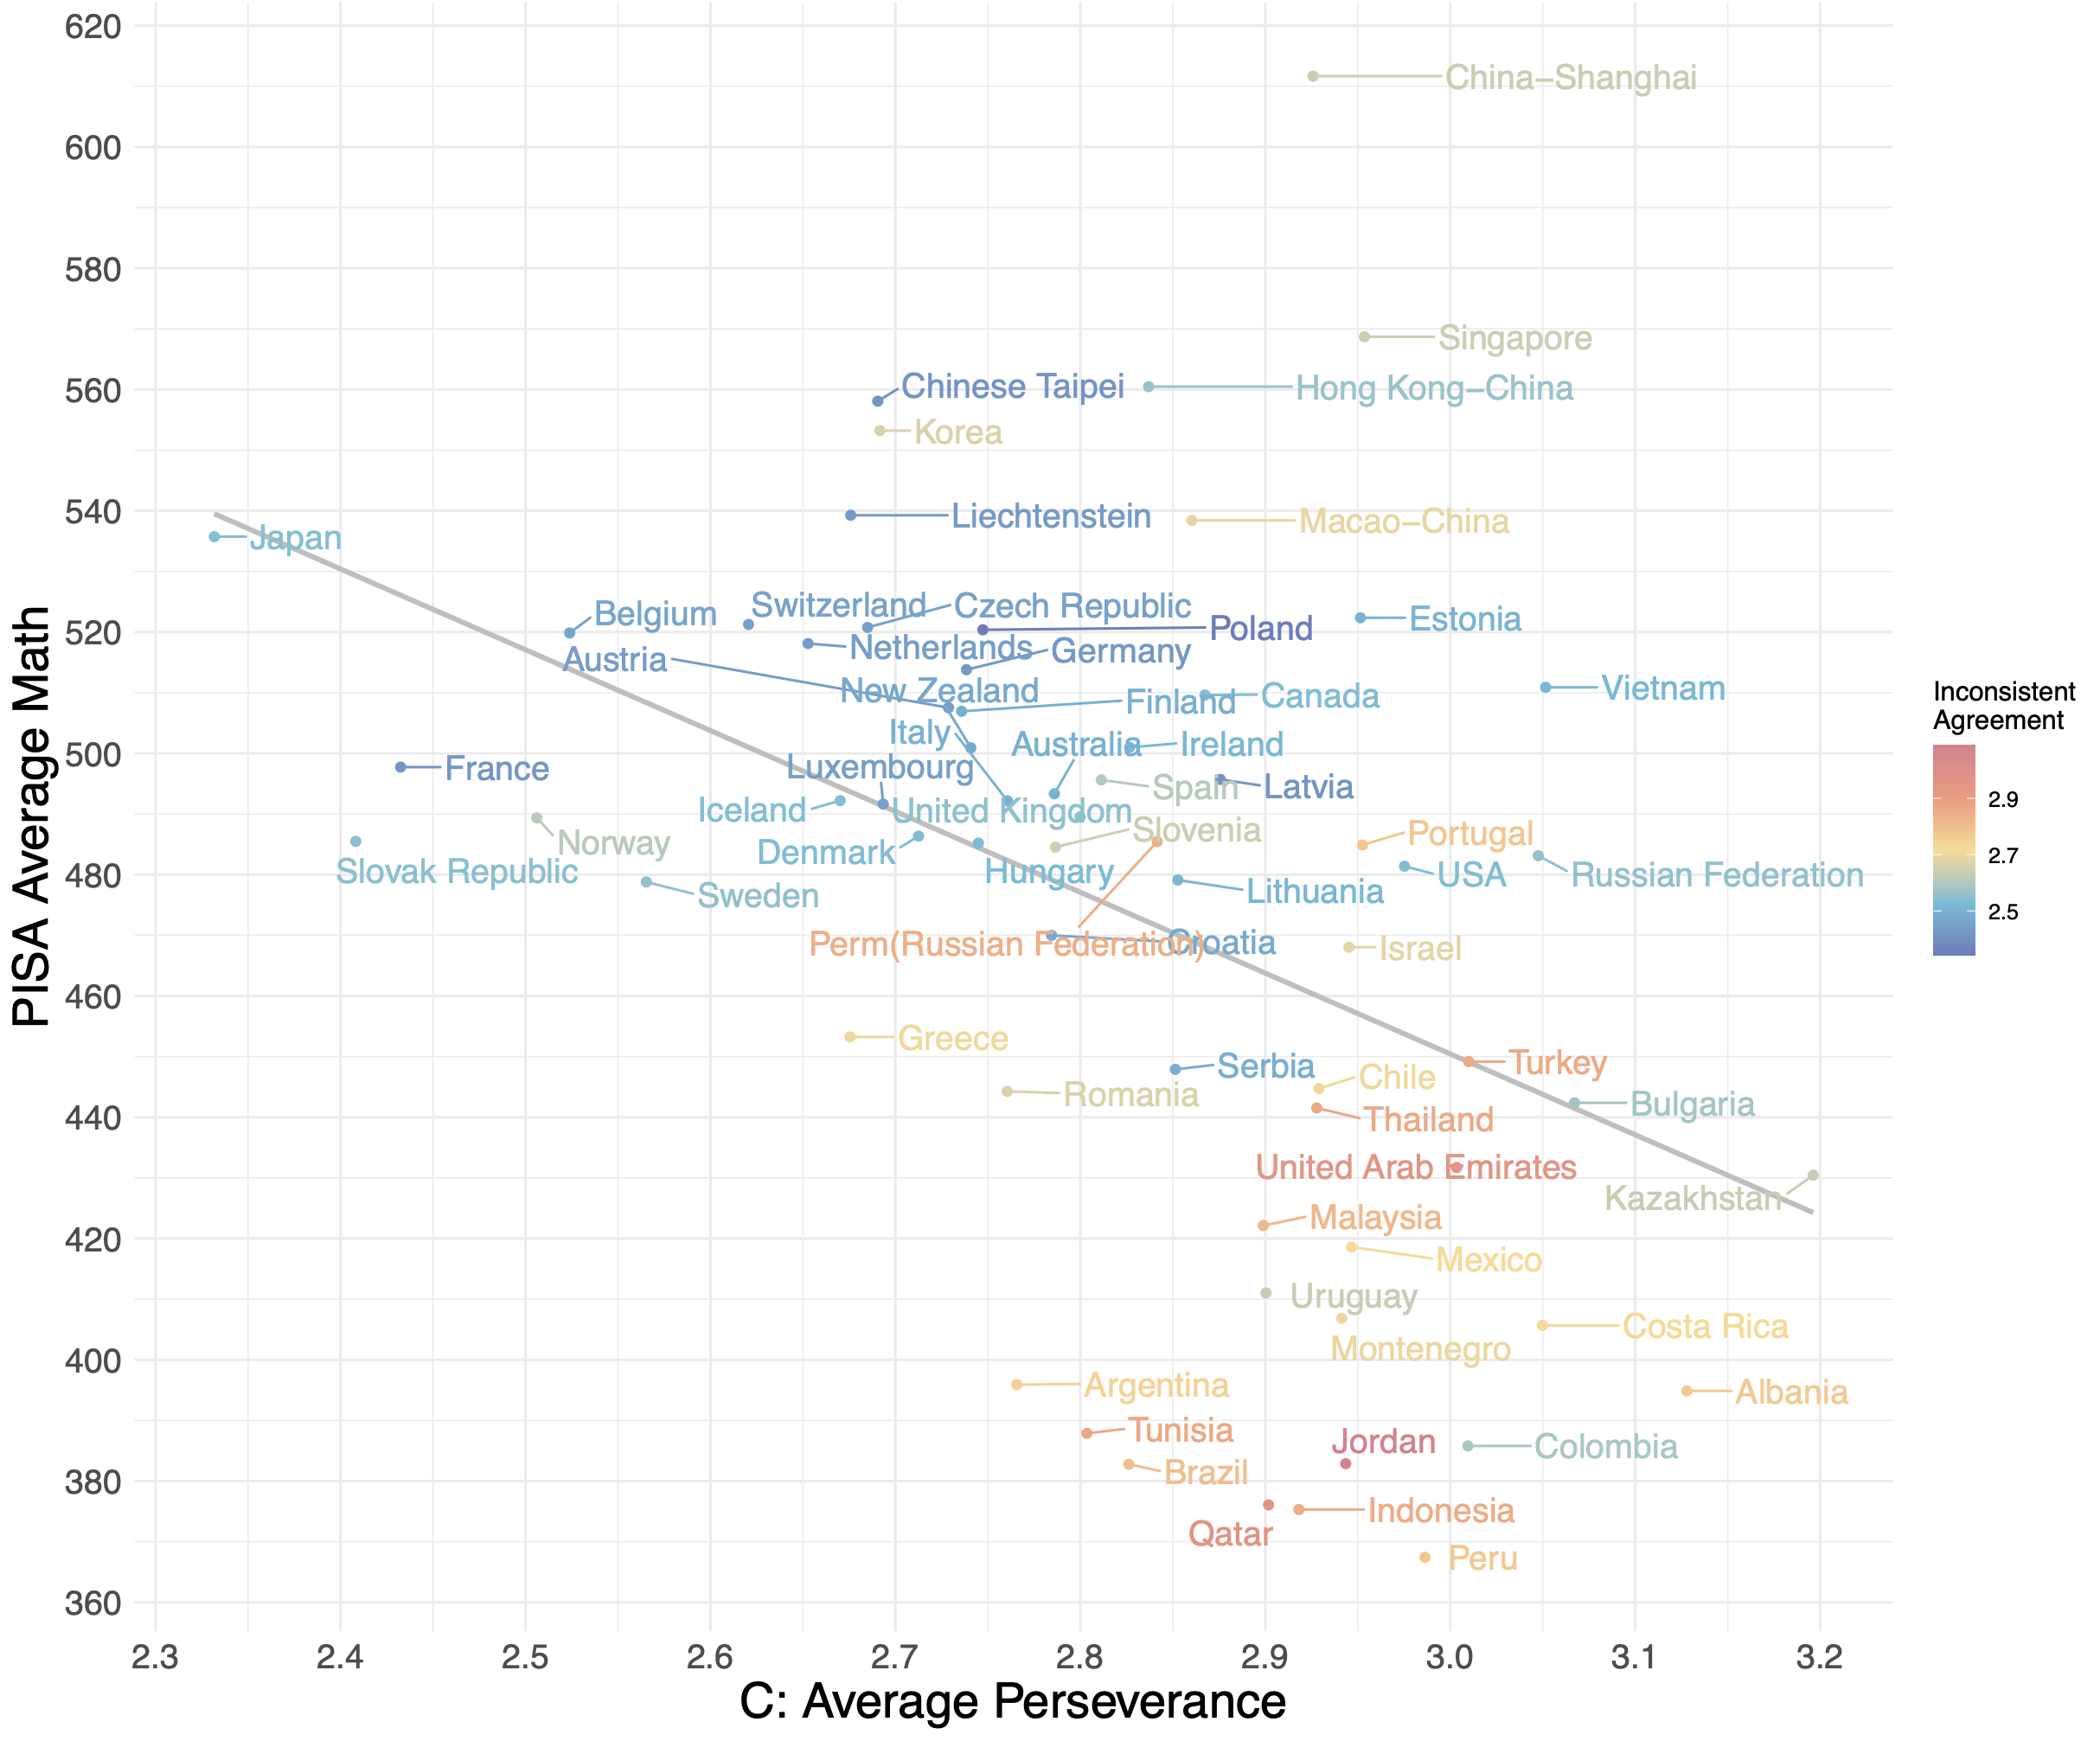 620
600
580
560
540
520
500
480
460
440
420
400
380
360
PISA Average Math
China–Shanghai
Singapore
Chinese Taipei
Hong Kong–China
Korea
Liechtenstein
Macao–China
Japan
Belgium
Switzerland
Czech Republic
Poland
Estonia
Austria
Netherlands
Germany
New Zealand
Finland
Canada
Vietnam
Italy
Australia
Ireland
France
Luxembourg
Spain
Latvia
Iceland
United Kingdom
Norway
Denmark
Slovenia
Portugal
Slovak Republic
Hungary
USA
Russian Federation
Sweden
Lithuania
Perm(Russian Federation)
Croatia
Israel
Greece
Serbia
Turkey
Romania
Chile
Bulgaria
Thailand
United Arab Emirates
Kazakhstan
Malaysia
Mexico
Uruguay
Costa Rica
Montenegro
Argentina
Albania
Tunisia
Jordan
Colombia
Brazil
Indonesia
Qatar
Peru
2.3 2.4 2.5 2.6 2.7 2.8 2.9 3.0 3.1 3.2
C: Average Perseverance
Inconsistent
Agreement
2.9
2.7
2.5